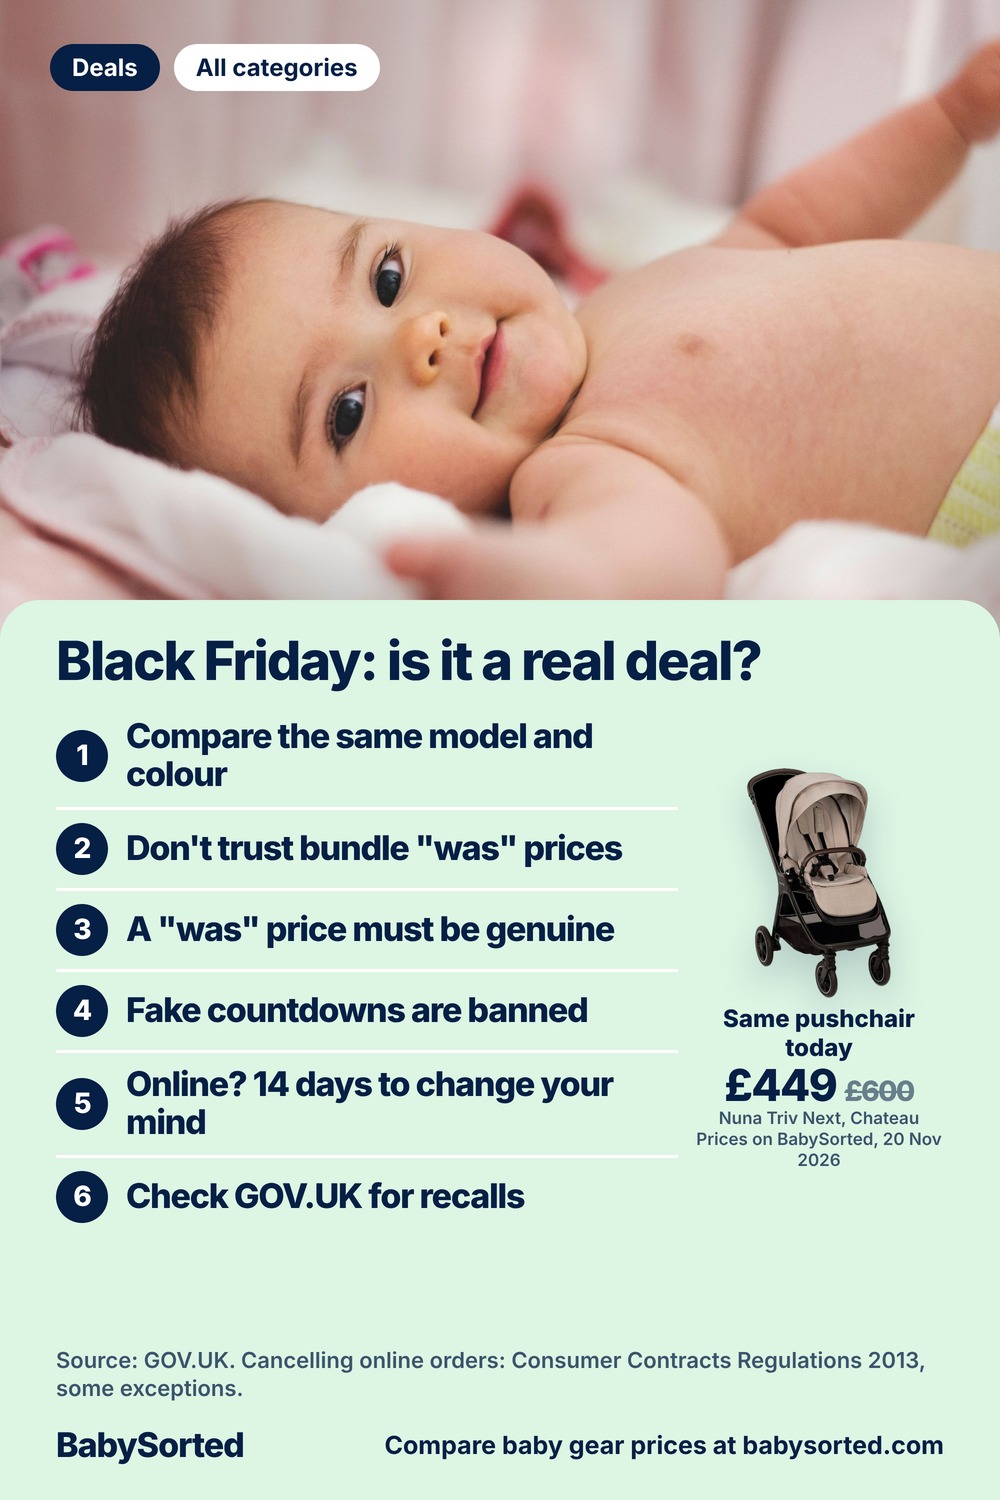 Deals
All categories
Black Friday: is it a real deal?
1
Compare the same model and
colour
2
Don't trust bundle "was" prices
3
A "was" price must be genuine
4
Fake countdowns are banned
5
Online? 14 days to change your
mind
6
Check GOV.UK for recalls
Same pushchair
today
£449 £600
Nuna Triv Next, Chateau
Prices on BabySorted, 20 Nov
2026
Source: GOV.UK. Cancelling online orders: Consumer Contracts Regulations 2013,
some exceptions.
BabySorted
Compare baby gear prices at babysorted.com